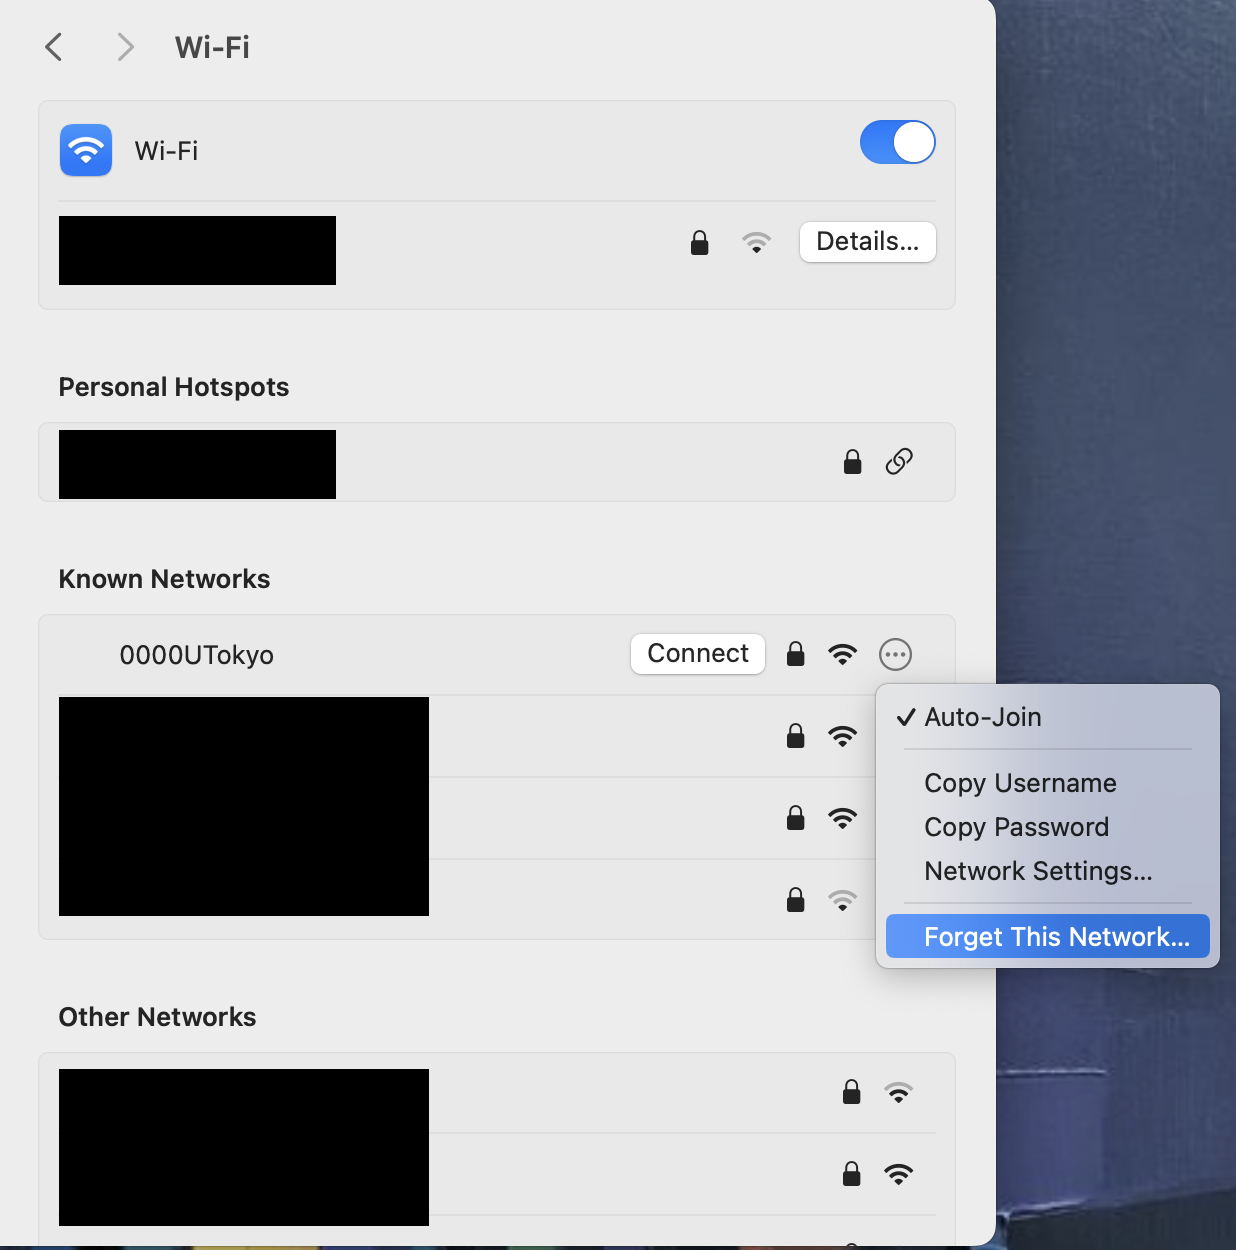 Wi-Fi
Wi-Fi
Details...
Personal Hotspots
Known Networks
0000UTokyo
Connect
Auto-Join
Copy Username
Copy Password
Network Settings...
Forget This Network...
Other Networks